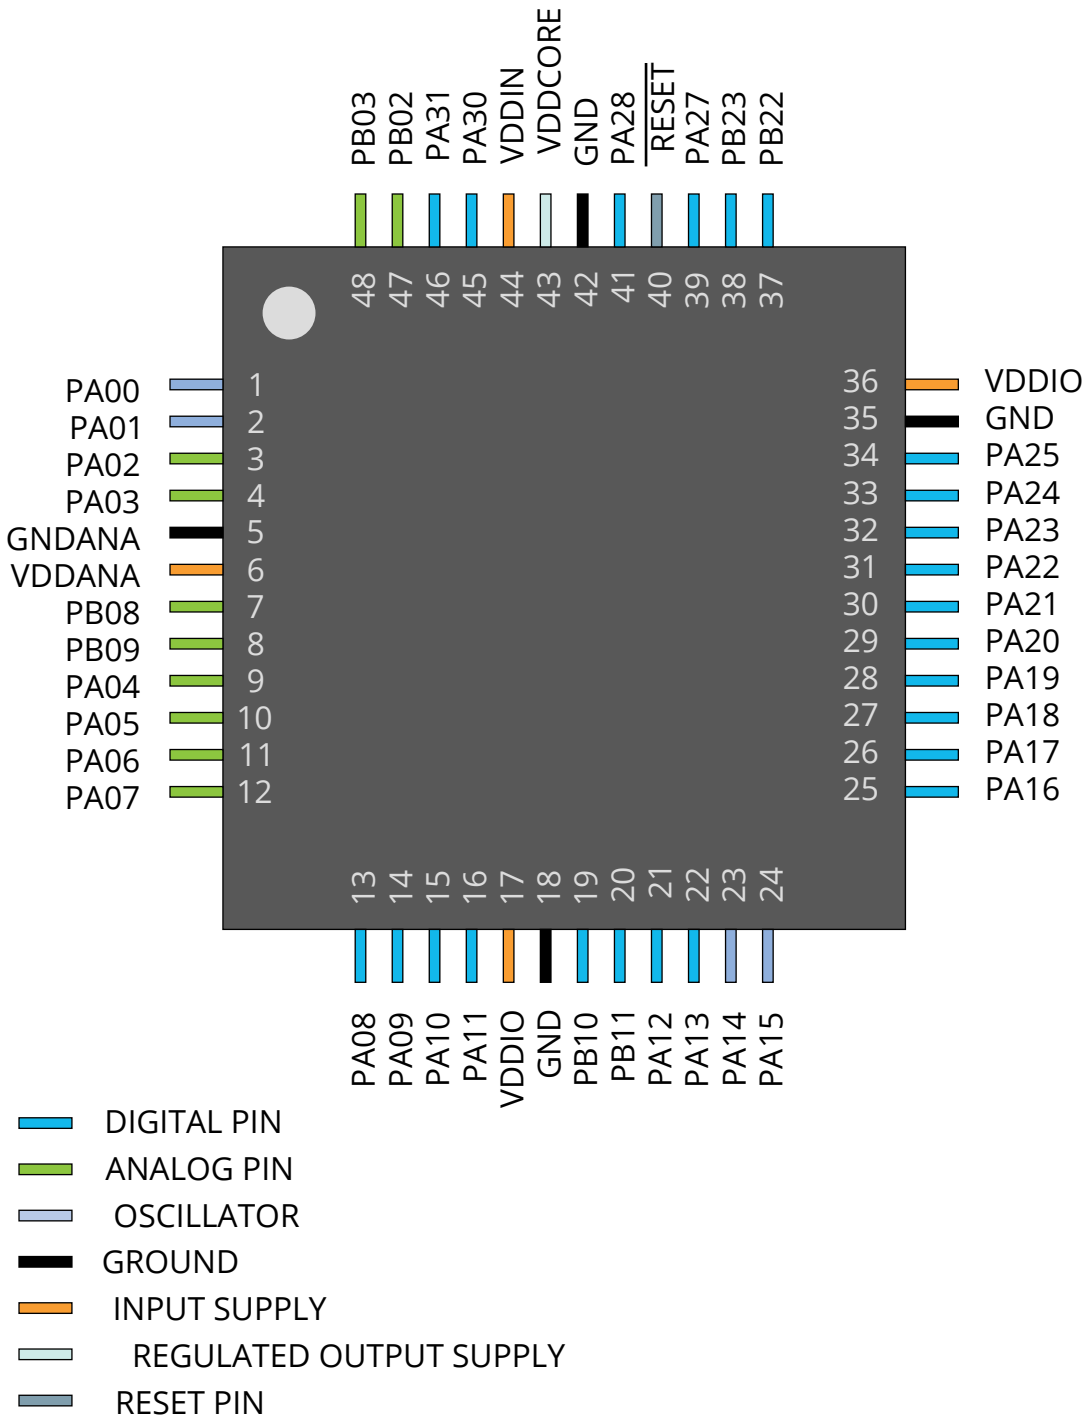 PB03
PB02
PA31
PA30
VDDIN
VDDCORE
GND
PA28
RESET
PA27
PB23
PB22
48
47
46
45
44
43
42
41
40
39
38
37
PA00 1
PA01 2
PA02 3
PA03 4
GNDANA 5
VDDANA 6
PB08 7
PB09 8
PA04 9
PA05 10
PA06 11
PA07 12
36 VDDIO
35 GND
34 PA25
33 PA24
32 PA23
31 PA22
30 PA21
29 PA20
28 PA19
27 PA18
26 PA17
25 PA16
13
14
15
16
17
18
19
20
21
22
23
24
PA08
PA09
PA10
PA11
VDDIO
GND
PB10
PB11
PA12
PA13
PA14
PA15
DIGITAL PIN
ANALOG PIN
OSCILLATOR
GROUND
INPUT SUPPLY
REGULATED OUTPUT SUPPLY
RESET PIN